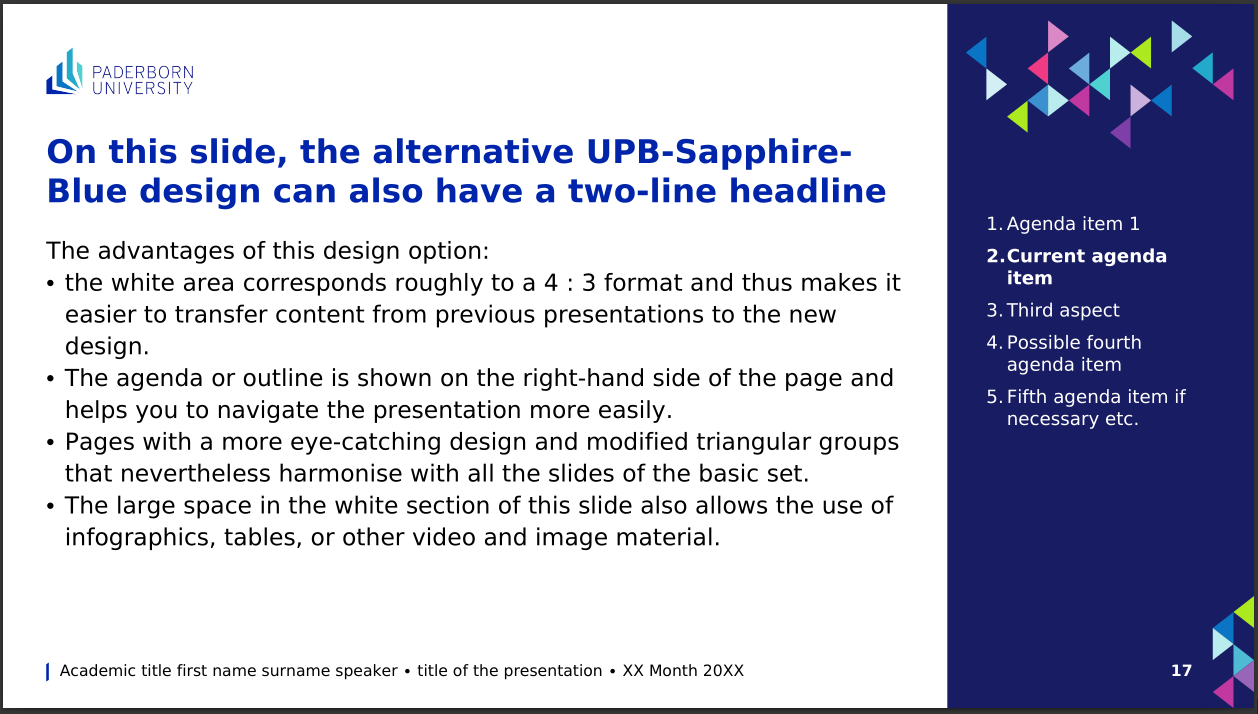 PADERBORN
UNIVERSITY
On this slide, the alternative UPB-Sapphire-
Blue design can also have a two-line headline
The advantages of this design option:
• the white area corresponds roughly to a 4 : 3 format and thus makes it
easier to transfer content from previous presentations to the new
design.
• The agenda or outline is shown on the right-hand side of the page and
helps you to navigate the presentation more easily.
• Pages with a more eye-catching design and modified triangular groups
that nevertheless harmonise with all the slides of the basic set.
• The large space in the white section of this slide also allows the use of
infographics, tables, or other video and image material.
1. Agenda item 1
2. Current agenda
item
3. Third aspect
4. Possible fourth
agenda item
5. Fifth agenda item if
necessary etc.
Academic title first name surname speaker • title of the presentation • XX Month 20XX
17